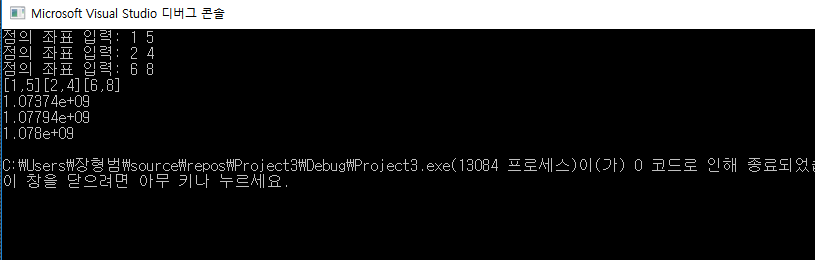 Microsoft Visual Studio 디버그 콘솔
점의 좌표 입력: 1 5
점의 좌표 입력: 2 4
점의 좌표 입력: 6 8
[1,5][2,4][6,8]
1.07374e+09
1.07794e+09
1.078e+09
C:₩Users₩장형범₩source₩repos₩Project3₩Debug₩Project3.exe(13084 프로세스)이(가) 0 코드로 인해 종료되었
이 창을 닫으려면 아무 키나 누르세요.